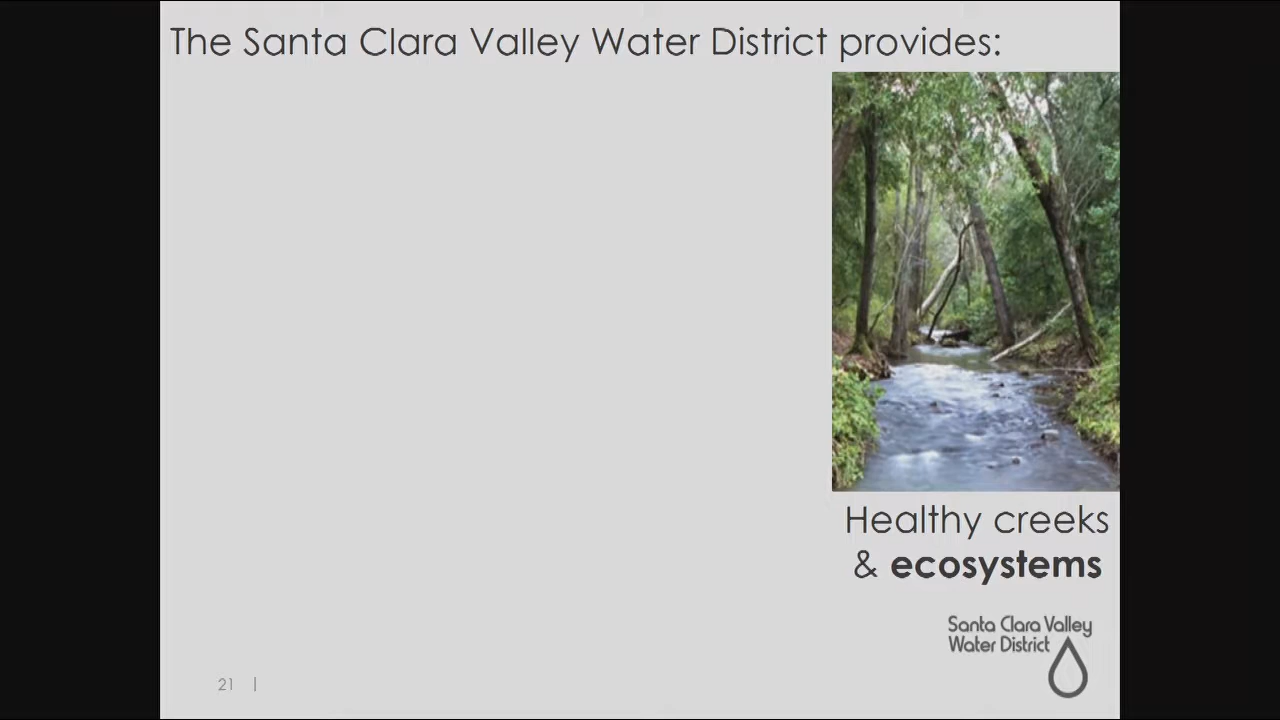 The Santa Clara Valley Water District provides:
Healthy creeks
& ecosystems
Santa Clara Valley
Water District
21 |